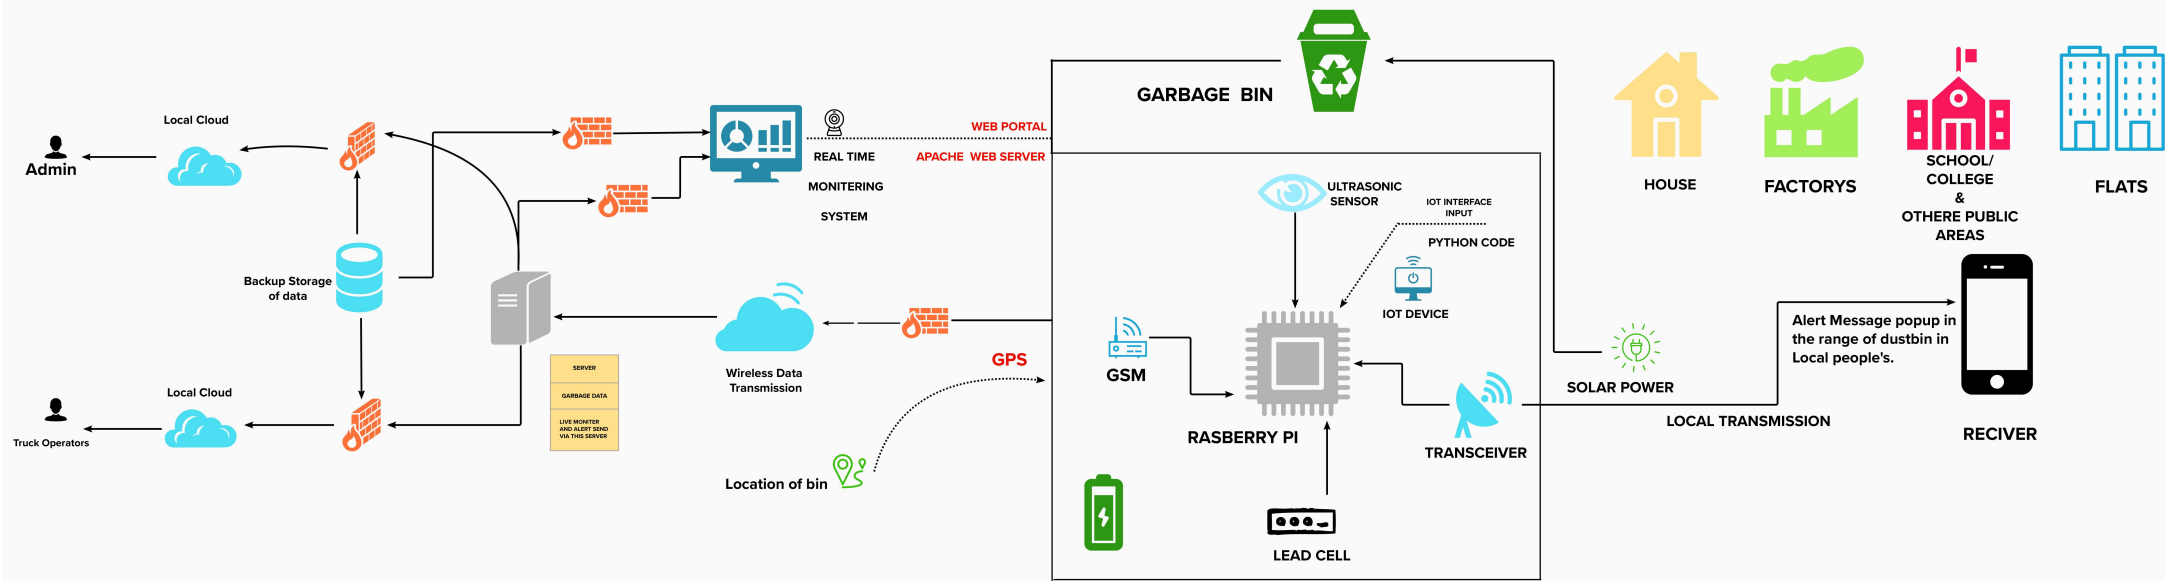 Local Cloud
Admin
Backup Storage
of data
Local Cloud
Truck Operators
SERVER
GARBAGE DATA
LIVE MONITER
AND ALERT SEND
VIA THIS SERVER
REAL TIME
MONITERING
SYSTEM
WEB PORTAL
APACHE WEB SERVER
Wireless Data
Transmission
GPS
Location of bin
GARBAGE BIN
ULTRASONIC
SENSOR
IOT INTERFACE
INPUT
PYTHON CODE
IOT DEVICE
GSM
RASBERRY PI
TRANSCEIVER
LEAD CELL
SOLAR POWER
LOCAL TRANSMISSION
HOUSE
FACTORYS
SCHOOL/
COLLEGE
&
OTHERE PUBLIC
AREAS
FLATS
Alert Message popup in
the range of dustbin in
Local people's.
RECIVER